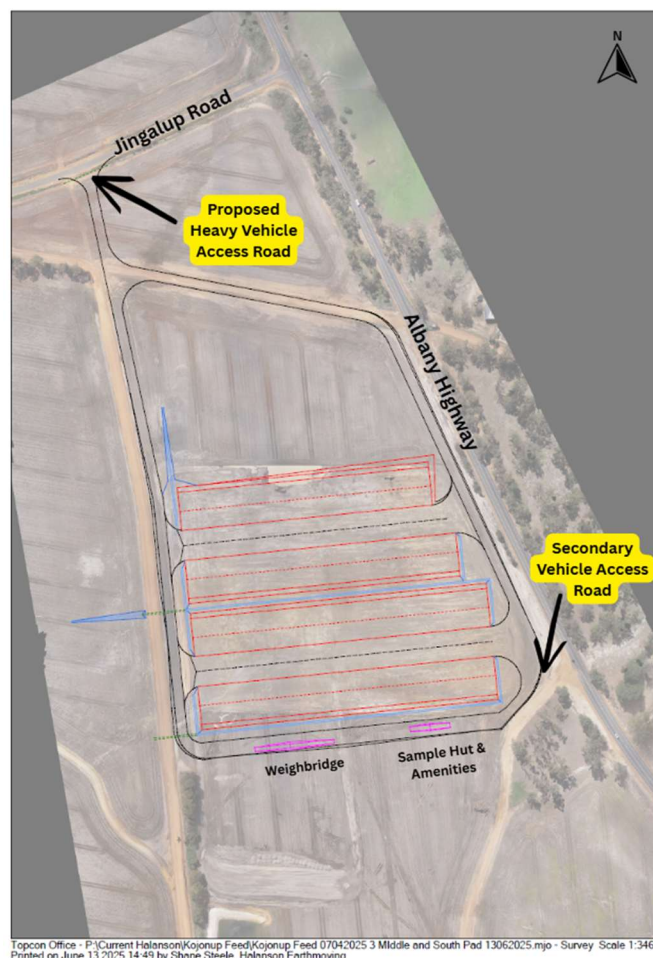 N
Jingalup Road
Proposed
Heavy Vehicle
Access Road
Albany Highway
Secondary
Vehicle Access
Road
Weighbridge
Sample Hut &
Amenities
Topcon Office - P:\Current Halanson\Kojonup Feed\Kojonup Feed 07042025 3 MIddle and South Pad 13062025.mjo - Survey Scale 1:346
Printed on June 13 2025 14:49 by Shane Steele, Halanson Earthmoving